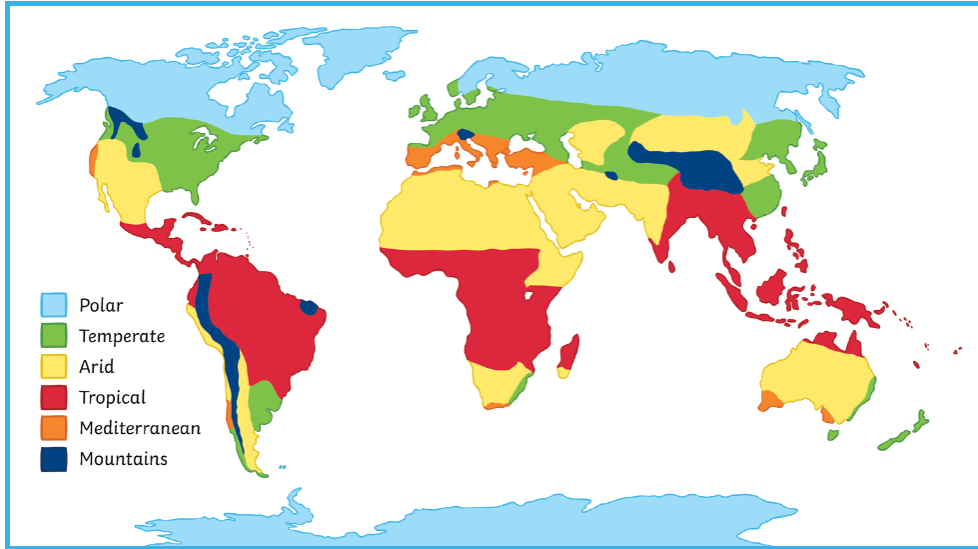 Polar
Temperate
Arid
Tropical
Mediterranean
Mountains